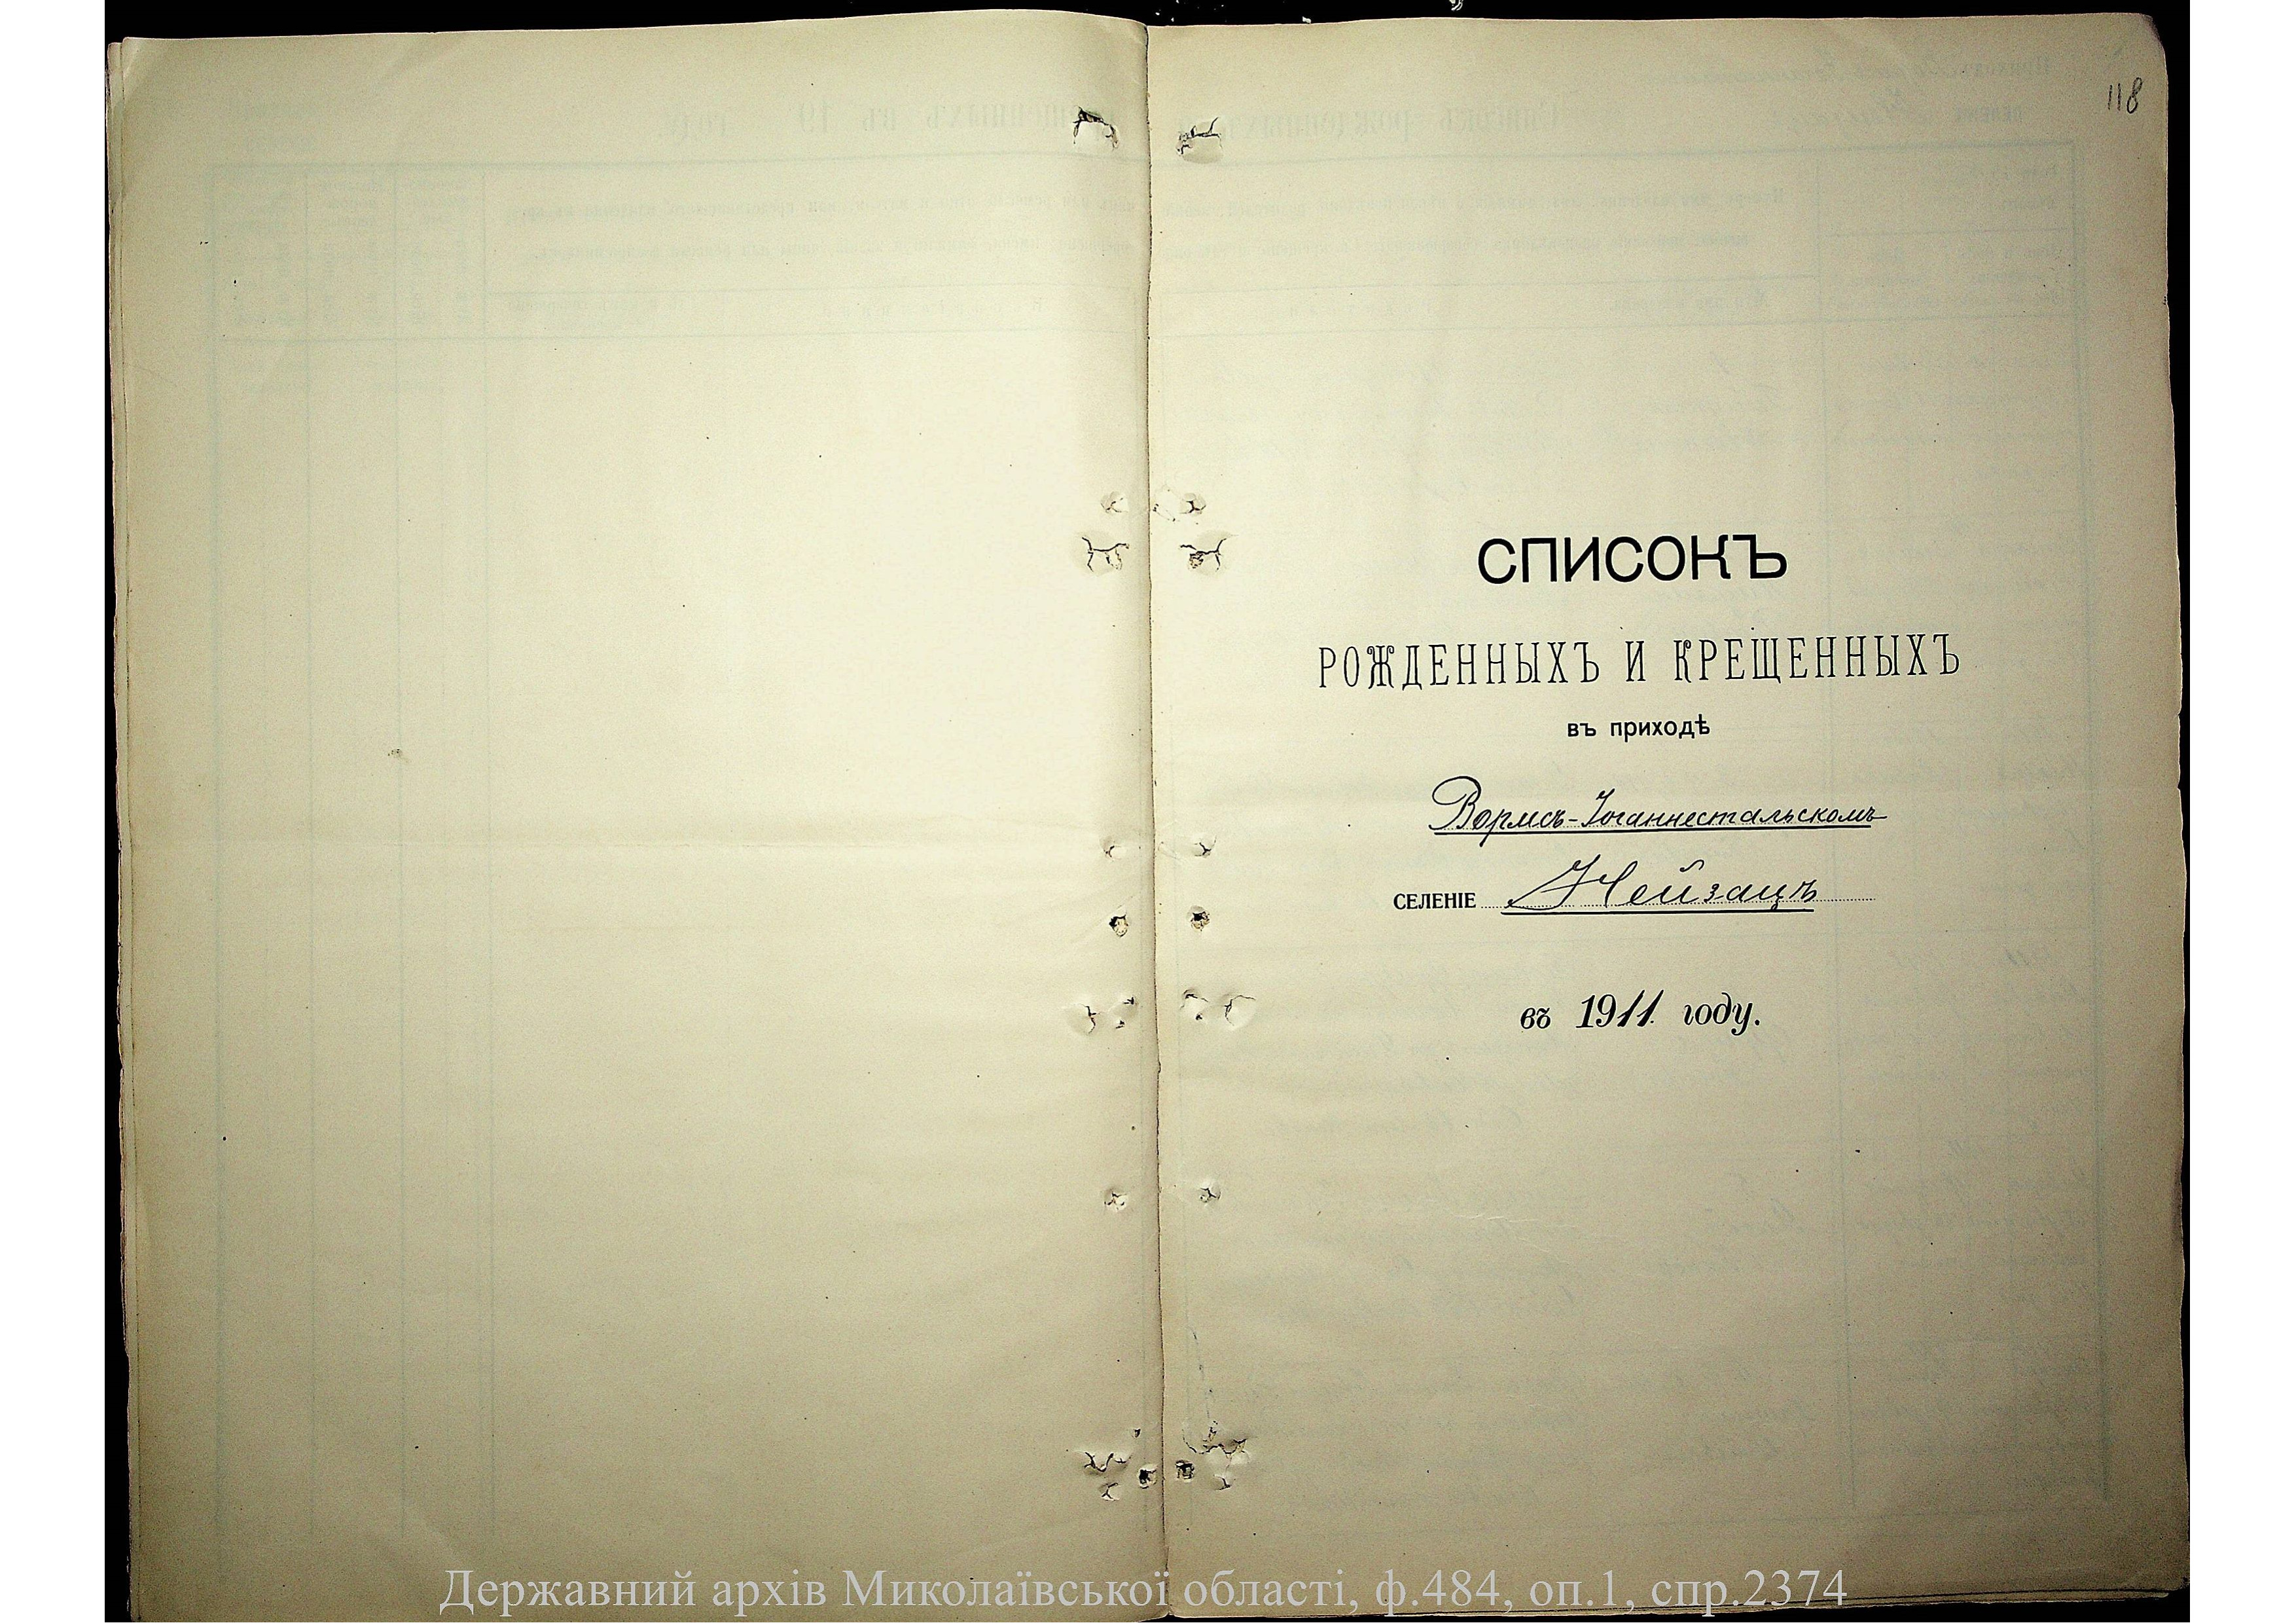 118
СПИСОКЪ
РОЖДЕННЫХЪ И КРЕЩЕННЫХЪ
въ приходѣ
Вормсъ-Іоганнестальскомъ
СЕЛЕНІЕ Нейзацъ
въ 1911 году.
Державний архів Миколаївської області, ф.484, оп.1, спр.2374